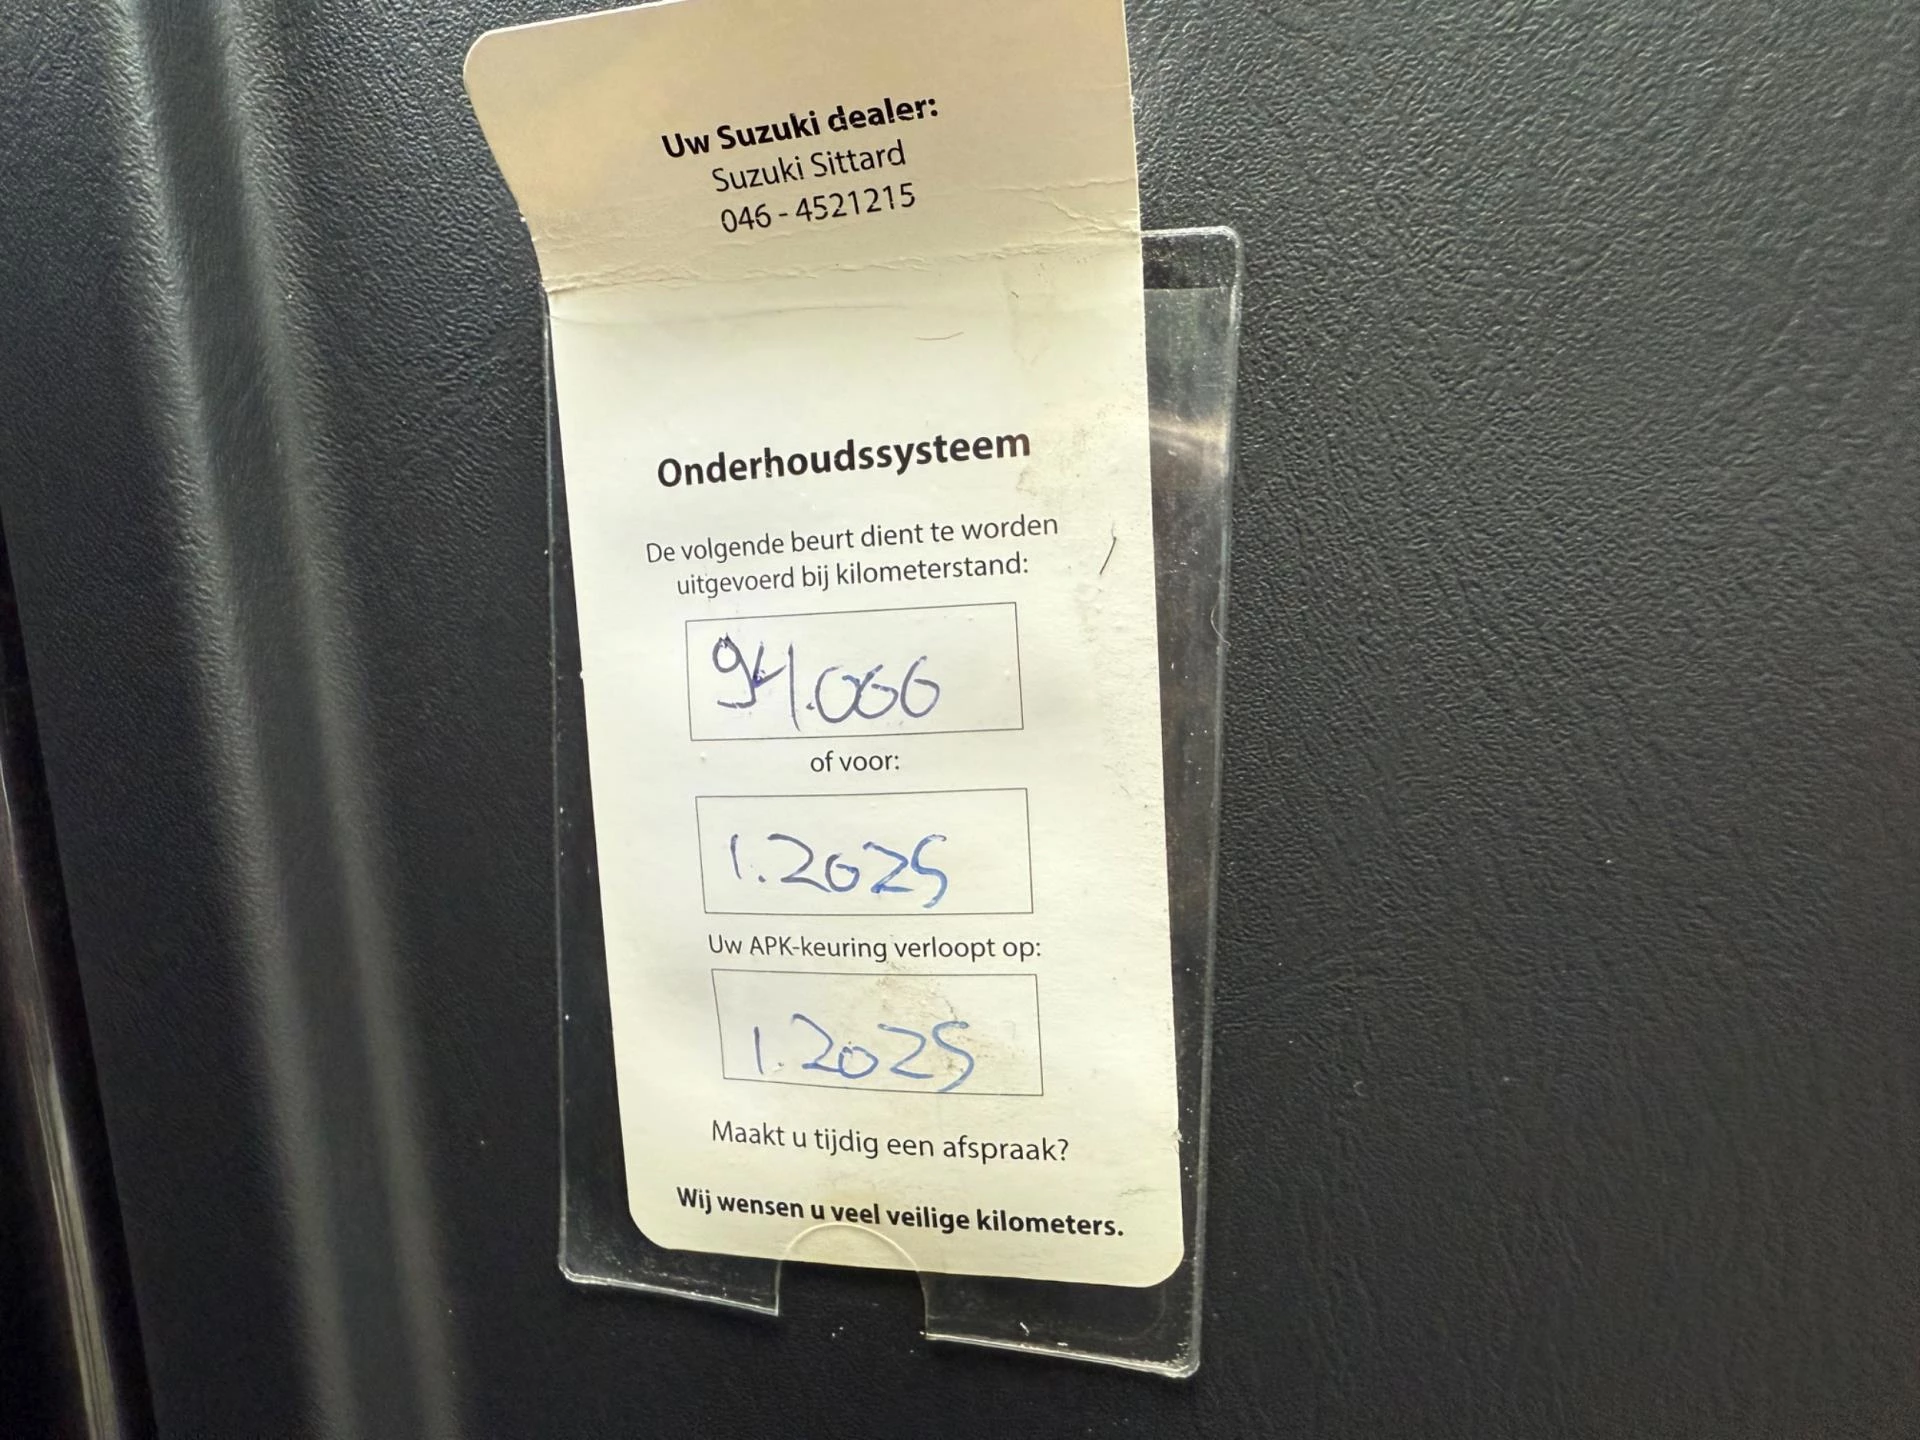 Uw Suzuki dealer:
Suzuki Sittard
046 - 4521215
Onderhoudssysteem
De volgende beurt dient te worden
uitgevoerd bij kilometerstand:
94.000
of voor:
1.2025
Uw APK-keuring verloopt op:
1.2025
Maakt u tijdig een afspraak?
Wij wensen u veel veilige kilometers.